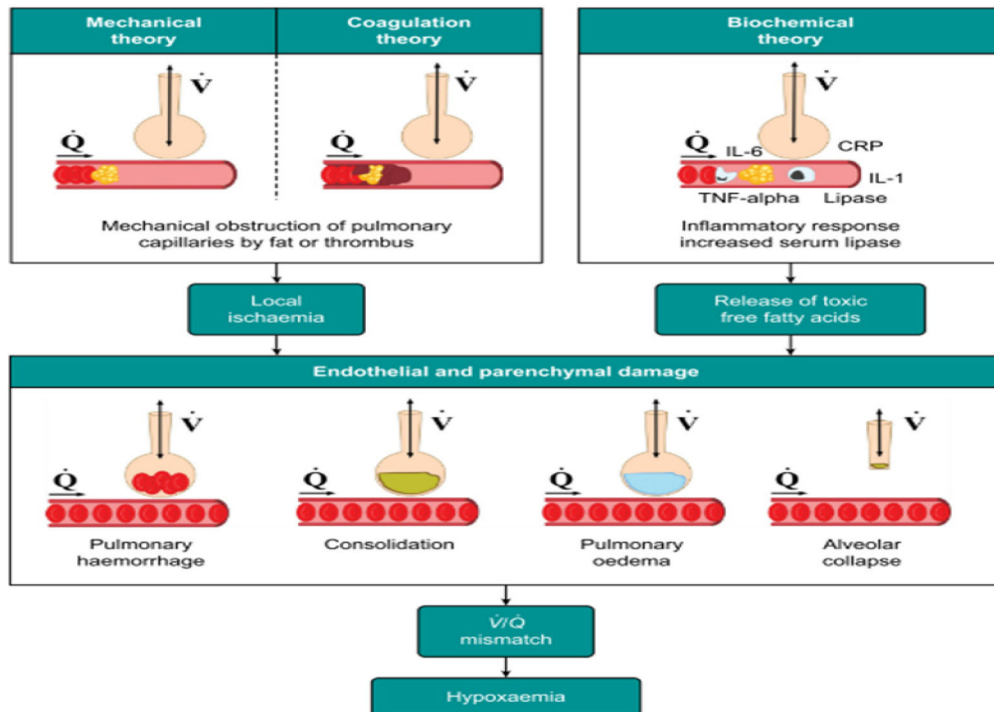 Mechanical
theory
Coagulation
theory
Biochemical
theory
V̇
Q̇
V̇
Q̇
V̇
Q̇
IL-6
CRP
IL-1
TNF-alpha
Lipase
Mechanical obstruction of pulmonary
capillaries by fat or thrombus
Inflammatory response
increased serum lipase
Local
ischaemia
Release of toxic
free fatty acids
Endothelial and parenchymal damage
V̇
Q̇
Pulmonary
haemorrhage
V̇
Q̇
Consolidation
V̇
Q̇
Pulmonary
oedema
V̇
Q̇
Alveolar
collapse
V̇/Q̇
mismatch
Hypoxaemia